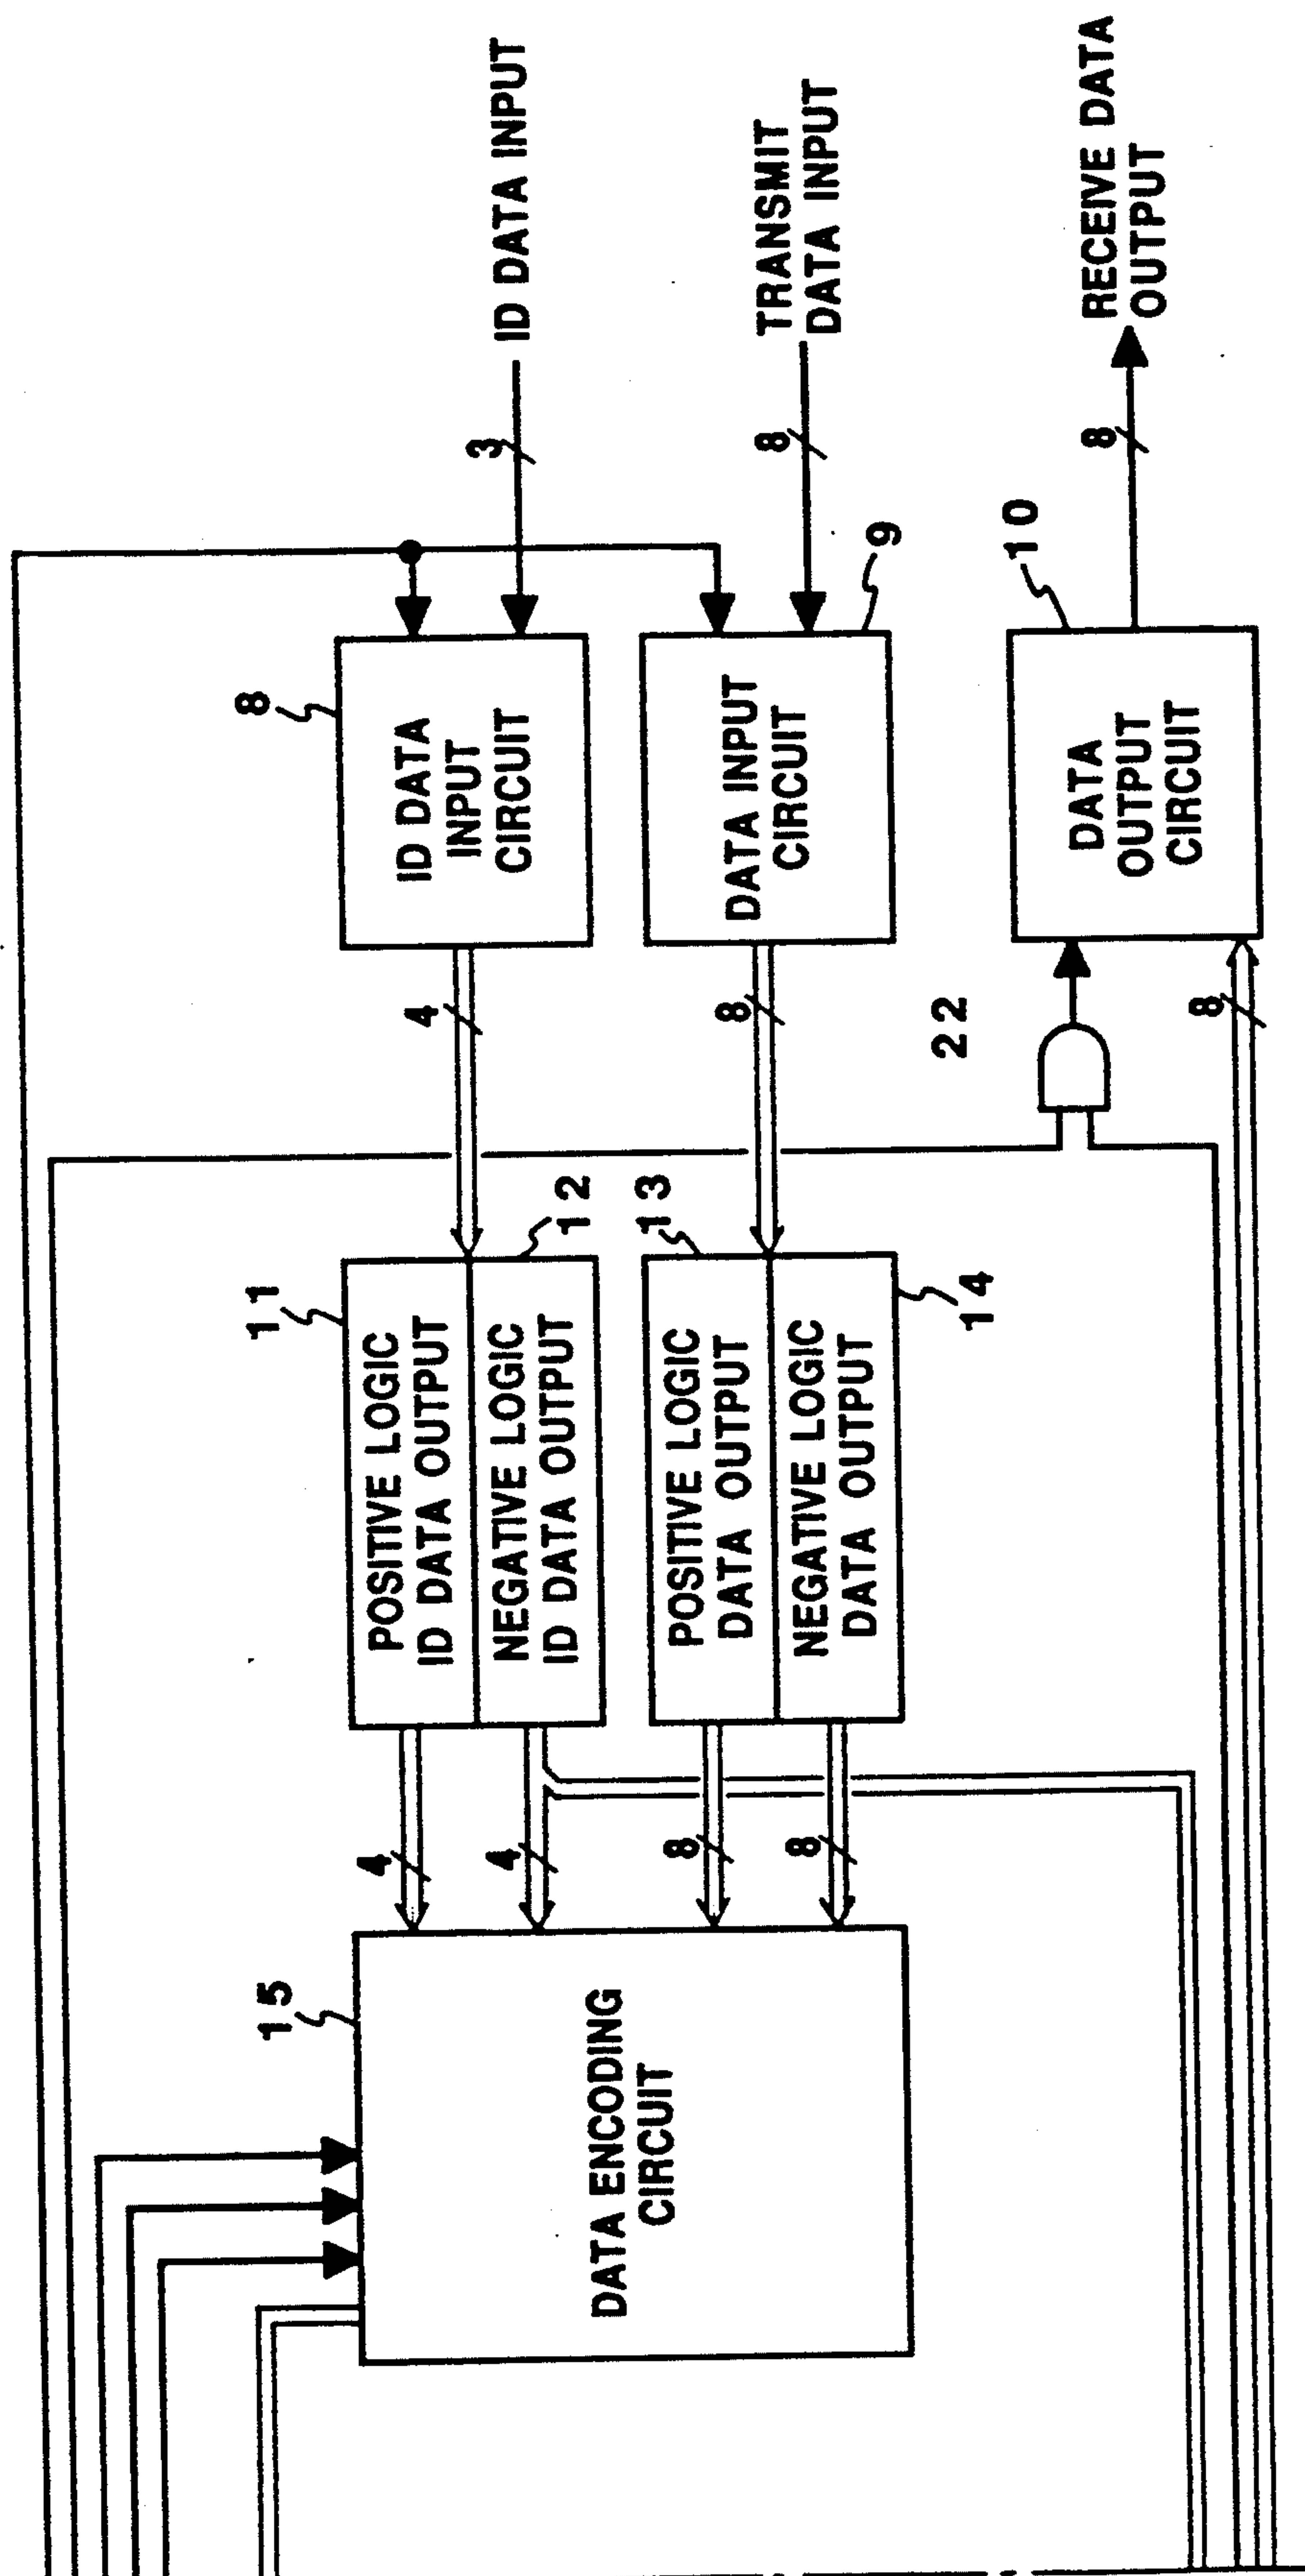 ID DATA INPUT
3
TRANSMIT
DATA INPUT
8
RECEIVE DATA
OUTPUT
8
8
ID DATA
INPUT
CIRCUIT
9
DATA INPUT
CIRCUIT
10
DATA
OUTPUT
CIRCUIT
4
8
22
8
11
POSITIVE LOGIC
ID DATA OUTPUT
12
NEGATIVE LOGIC
ID DATA OUTPUT
13
POSITIVE LOGIC
DATA OUTPUT
14
NEGATIVE LOGIC
DATA OUTPUT
4
4
8
8
15
DATA ENCODING
CIRCUIT